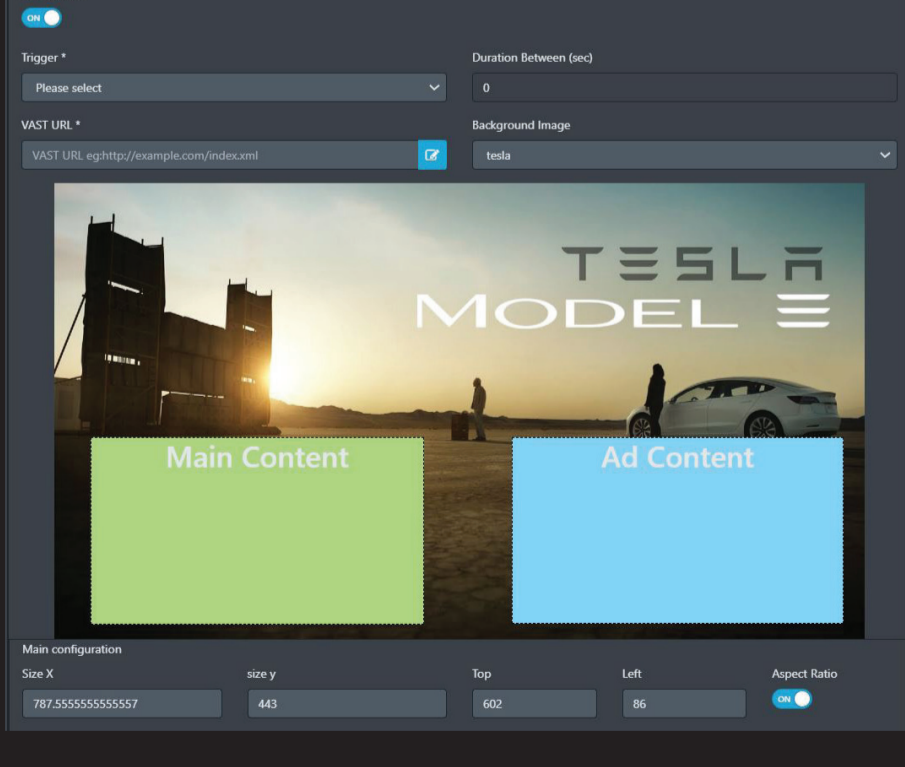 ON
Trigger *
Duration Between (sec)
Please select
0
VAST URL *
Background Image
VAST URL eg:http://example.com/index.xml
tesla
TESLA
MODEL 3
Main Content
Ad Content
Main configuration
Size X
size y
Top
Left
Aspect Ratio
787.5555555555557
443
602
86
ON